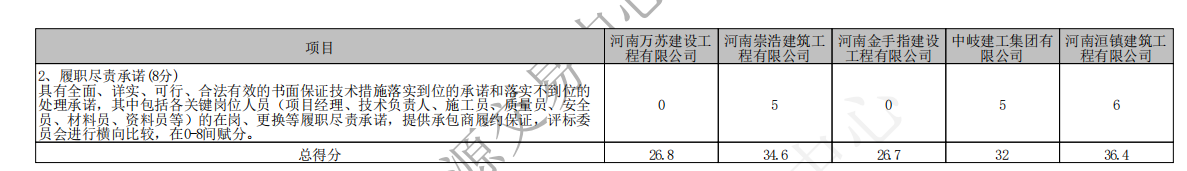 项目 河南万苏建设工程有限公司 河南崇浩建筑工程有限公司 河南金手指建设工程有限公司 中岐建工集团有限公司 河南洹镇建筑工程有限公司
2、履职尽责承诺(8分)
具有全面、详实、可行、合法有效的书面保证技术措施落实到位的承诺和落实不到位的
处理承诺，其中包括各关键岗位人员（项目经理、技术负责人、施工员、质量员、安全
员、材料员、资料员等）的在岗、更换等履职尽责承诺，提供承包商履约保证，评标委
员会进行横向比较，在0-8间赋分。
0 5 0 5 6
总得分 26.8 34.6 26.7 32 36.4
源交易中心
中心